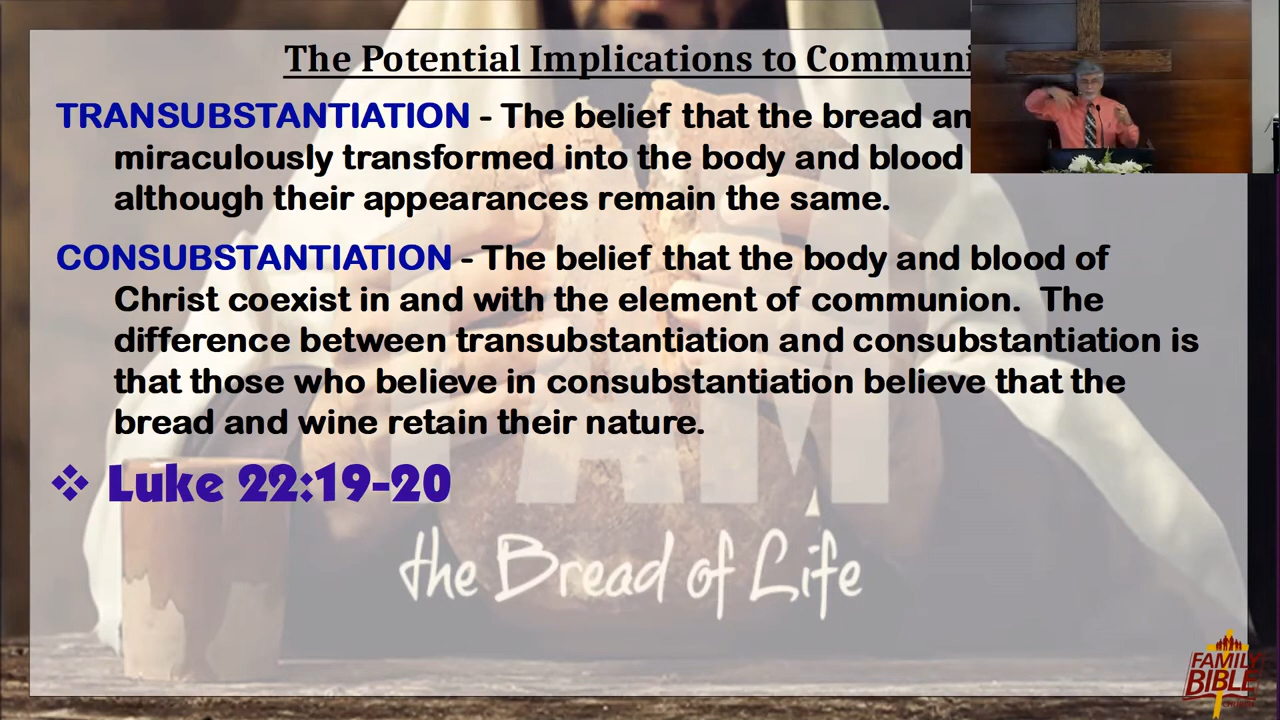 The Potential Implications to
TRANSUBSTANTIATION - The belief that the bread
miraculously transformed into the body and blood
although their appearances remain the same.
CONSUBSTANTIATION - The belief that the body and blood of
Christ coexist in and with the element of communion. The
difference between transubstantiation and consubstantiation is
that those who believe in consubstantiation believe that the
bread and wine retain their nature.
❖ Luke 22:19-20
I AM
the Bread of Life
FAMILY
BIBLE
CHURCH